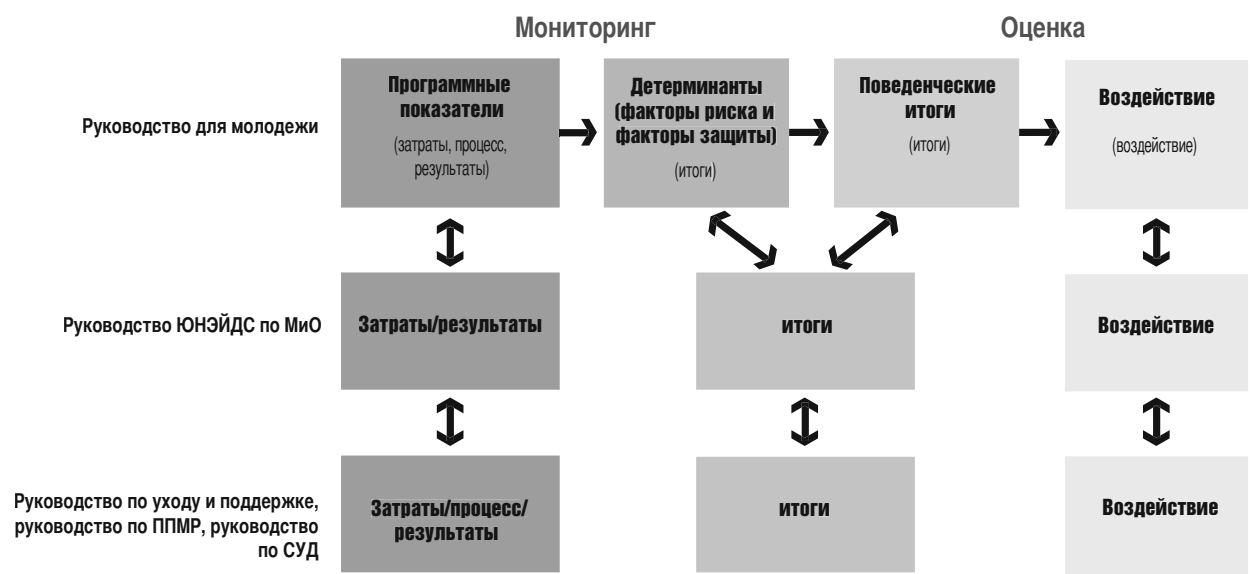 Мониторинг
Оценка
Руководство для молодежи
Программные
показатели
(затраты, процесс,
результаты)
Детерминанты
(факторы риска и
факторы защиты)
(итоги)
Поведенческие
итоги
(итоги)
Воздействие
(воздействие)
Руководство ЮНЭЙДС по МиО
Затраты/результаты
итоги
Воздействие
Руководство по уходу и поддержке,
руководство по ППМР, руководство
по СУД
Затраты/процесс/
результаты
итоги
Воздействие